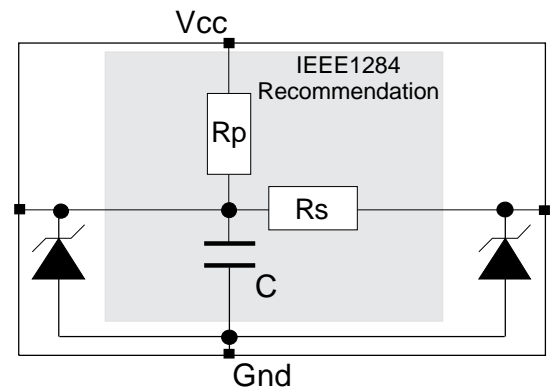 Vcc
IEEE1284
Recommendation
Rp
Rs
C
Gnd